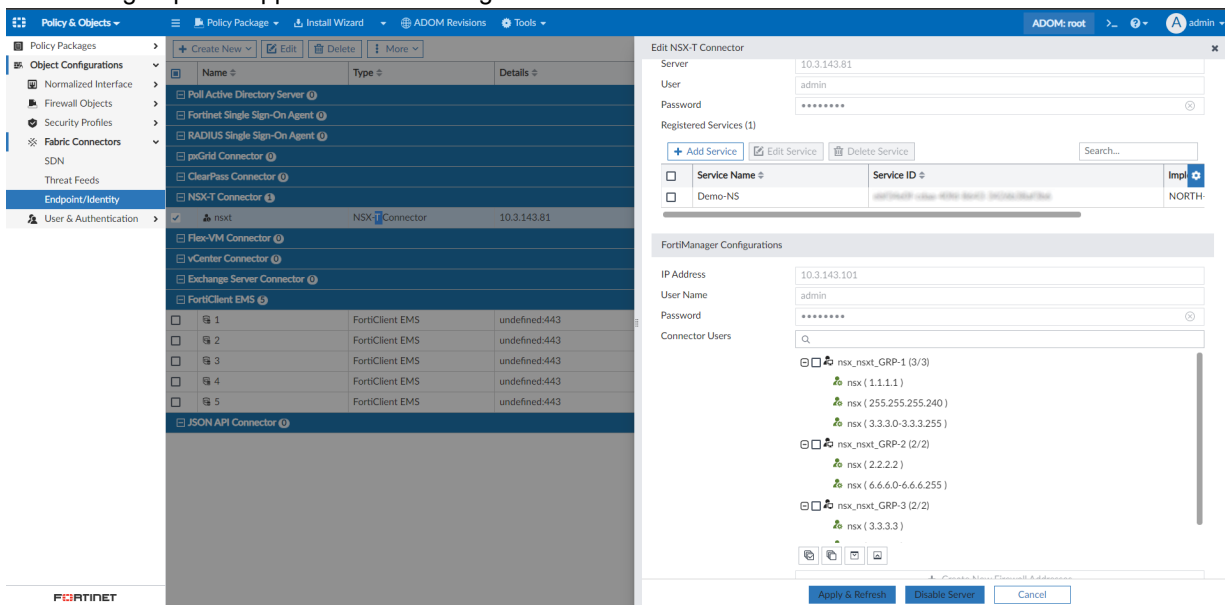 Policy & Objects
Policy Package
Install Wizard
ADOM Revisions
Tools
ADOM: root
>_
?
A admin
Policy Packages
Object Configurations
Normalized Interface
Firewall Objects
Security Profiles
Fabric Connectors
SDN
Threat Feeds
Endpoint/Identity
User & Authentication
FORTINET
+ Create New
Edit
Delete
More
Name
Type
Details
Poll Active Directory Server (0)
Fortinet Single Sign-On Agent (0)
RADIUS Single Sign-On Agent (0)
pxGrid Connector (0)
ClearPass Connector (0)
NSX-T Connector (1)
nsxt NSX-T Connector 10.3.143.81
Flex-VM Connector (0)
vCenter Connector (0)
Exchange Server Connector (0)
FortiClient EMS (5)
1 FortiClient EMS undefined:443
2 FortiClient EMS undefined:443
3 FortiClient EMS undefined:443
4 FortiClient EMS undefined:443
5 FortiClient EMS undefined:443
JSON API Connector (0)
Edit NSX-T Connector
Server 10.3.143.81
User admin
Password ••••••••
Registered Services (1)
+ Add Service
Edit Service
Delete Service
Search...
Service Name
Service ID
Impl
Demo-NS
NORTH-
FortiManager Configurations
IP Address 10.3.143.101
User Name admin
Password ••••••••
Connector Users
nsx_nsxt_GRP-1 (3/3)
nsx ( 1.1.1.1 )
nsx ( 255.255.255.240 )
nsx ( 3.3.3.0-3.3.3.255 )
nsx_nsxt_GRP-2 (2/2)
nsx ( 2.2.2.2 )
nsx ( 6.6.6.0-6.6.6.255 )
nsx_nsxt_GRP-3 (2/2)
nsx ( 3.3.3.3 )
Apply & Refresh
Disable Server
Cancel